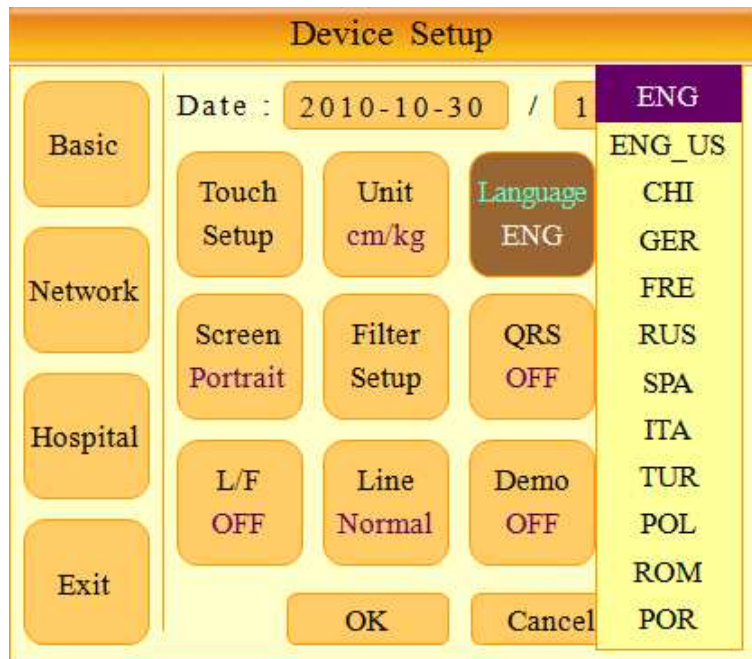 Device Setup
Basic
Network
Hospital
Exit
Date : 2010-10-30 / 1
Touch
Setup
Unit
cm/kg
Language
ENG
Screen
Portrait
Filter
Setup
QRS
OFF
L/F
OFF
Line
Normal
Demo
OFF
OK
Cancel
ENG
ENG_US
CHI
GER
FRE
RUS
SPA
ITA
TUR
POL
ROM
POR